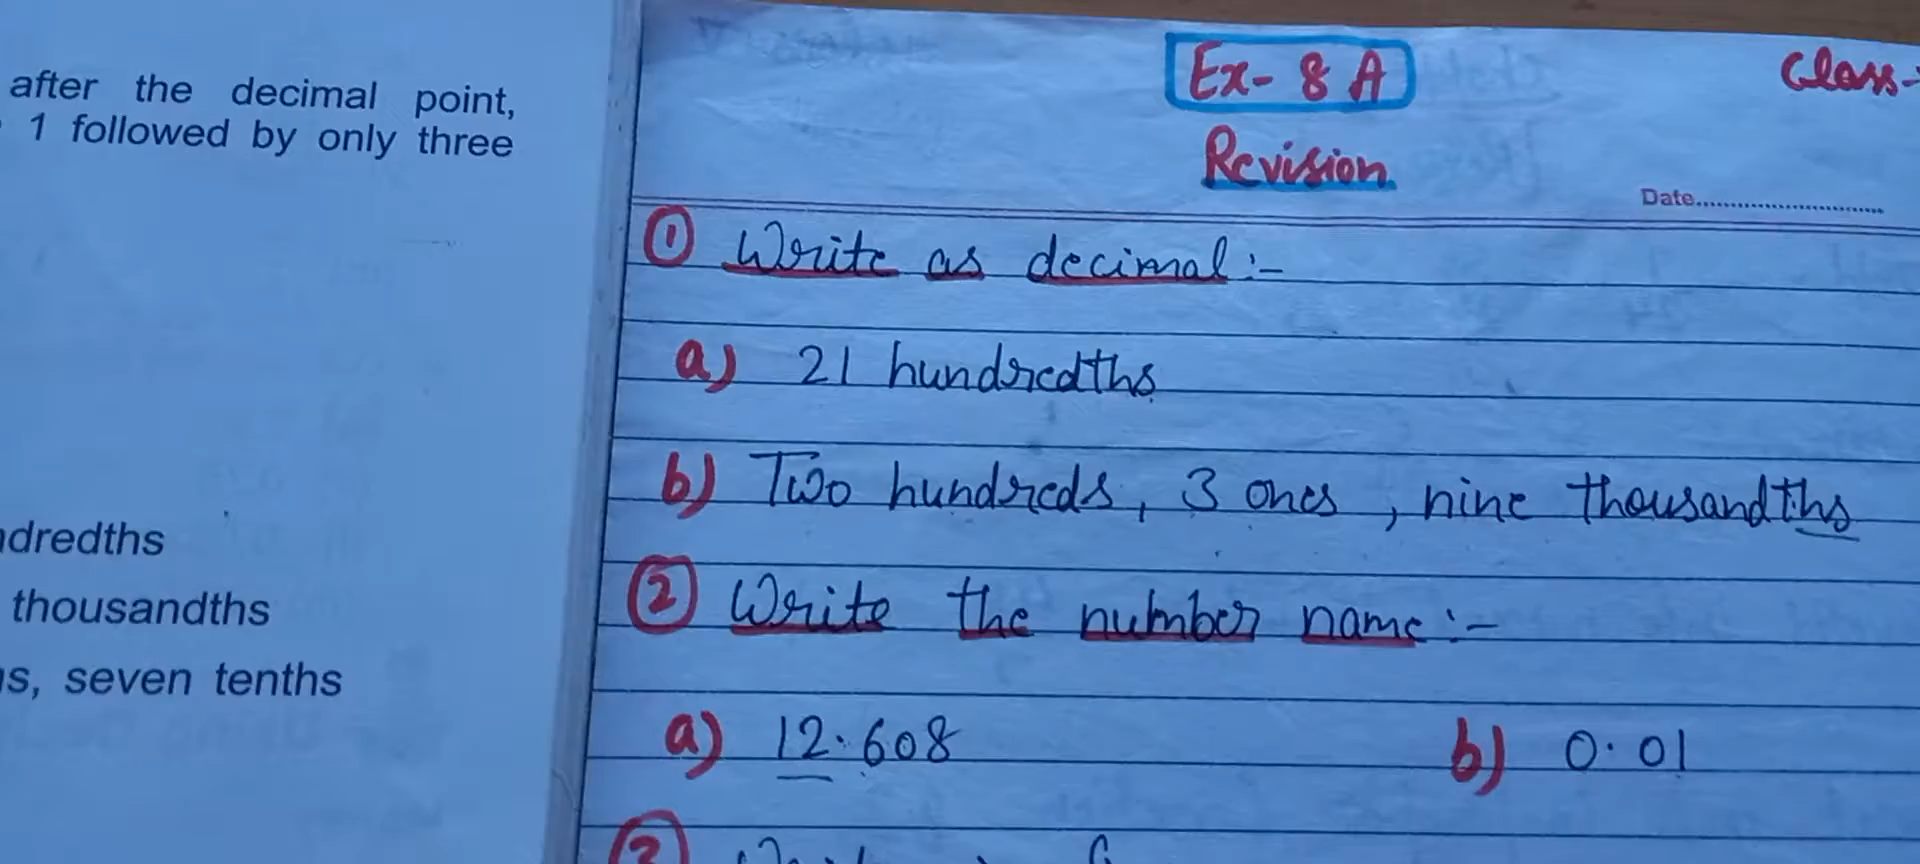 after the decimal point,
1 followed by only three
dredths
thousandths
s, seven tenths
Ex- 8 A
Class-
Revision
Date
① Write as decimal:-
a) 21 hundredths
b) Two hundreds, 3 ones, nine thousandths
② Write the number name:-
a) 12.608 b) 0.01